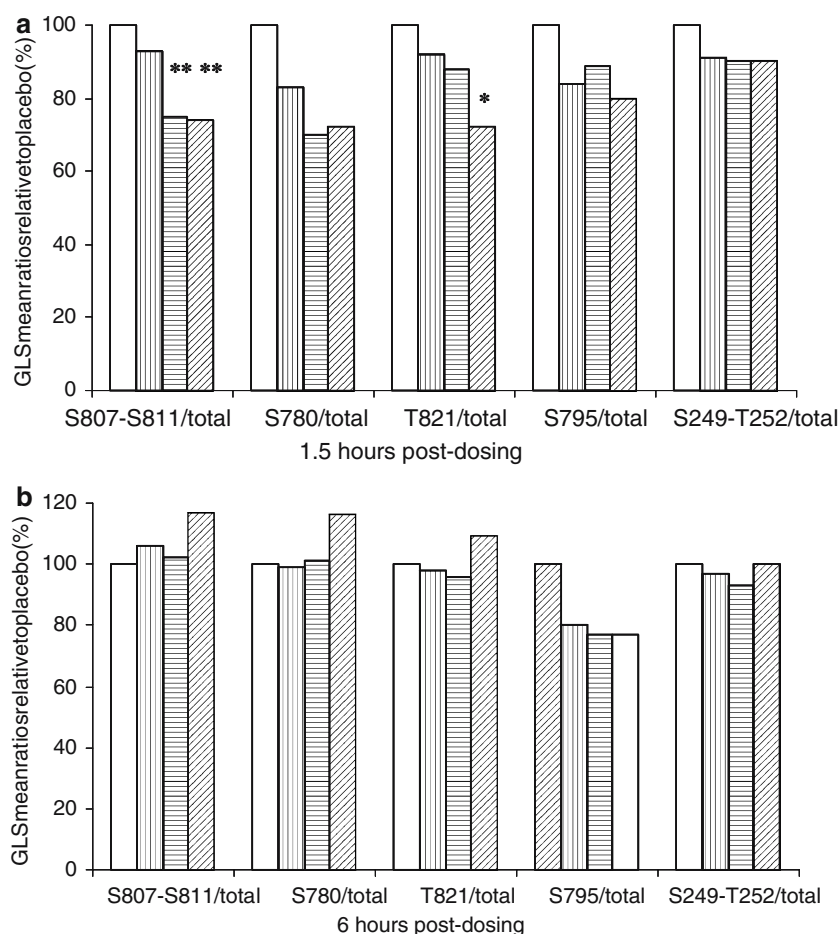 a
GLSmeanratiosrelativetoplacebo(%)
100
80
60
40
20
0
** **
*
S807-S811/total S780/total T821/total S795/total S249-T252/total
1.5 hours post-dosing
b
GLSmeanratiosrelativetoplacebo(%)
120
100
80
60
40
20
0
S807-S811/total S780/total T821/total S795/total S249-T252/total
6 hours post-dosing